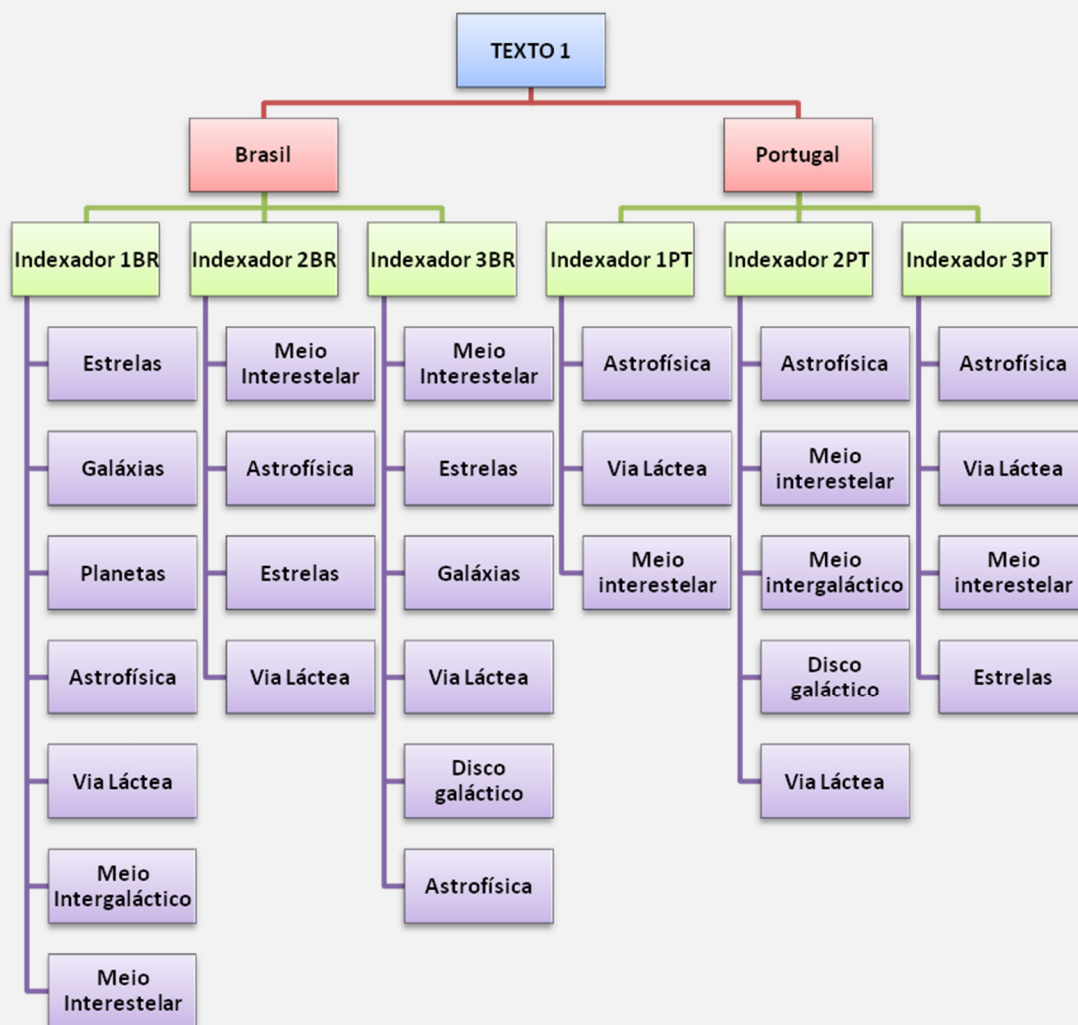 TEXTO 1
Brasil
Portugal
Indexador 1BR
Indexador 2BR
Indexador 3BR
Indexador 1PT
Indexador 2PT
Indexador 3PT
Estrelas
Galáxias
Planetas
Astrofísica
Via Láctea
Meio
Intergaláctico
Meio
Interestelar
Meio
Interestelar
Astrofísica
Estrelas
Via Láctea
Meio
Interestelar
Estrelas
Galáxias
Via Láctea
Disco
galáctico
Astrofísica
Astrofísica
Via Láctea
Meio
interestelar
Astrofísica
Meio
interestelar
Meio
intergaláctico
Disco
galáctico
Via Láctea
Astrofísica
Via Láctea
Meio
interestelar
Estrelas